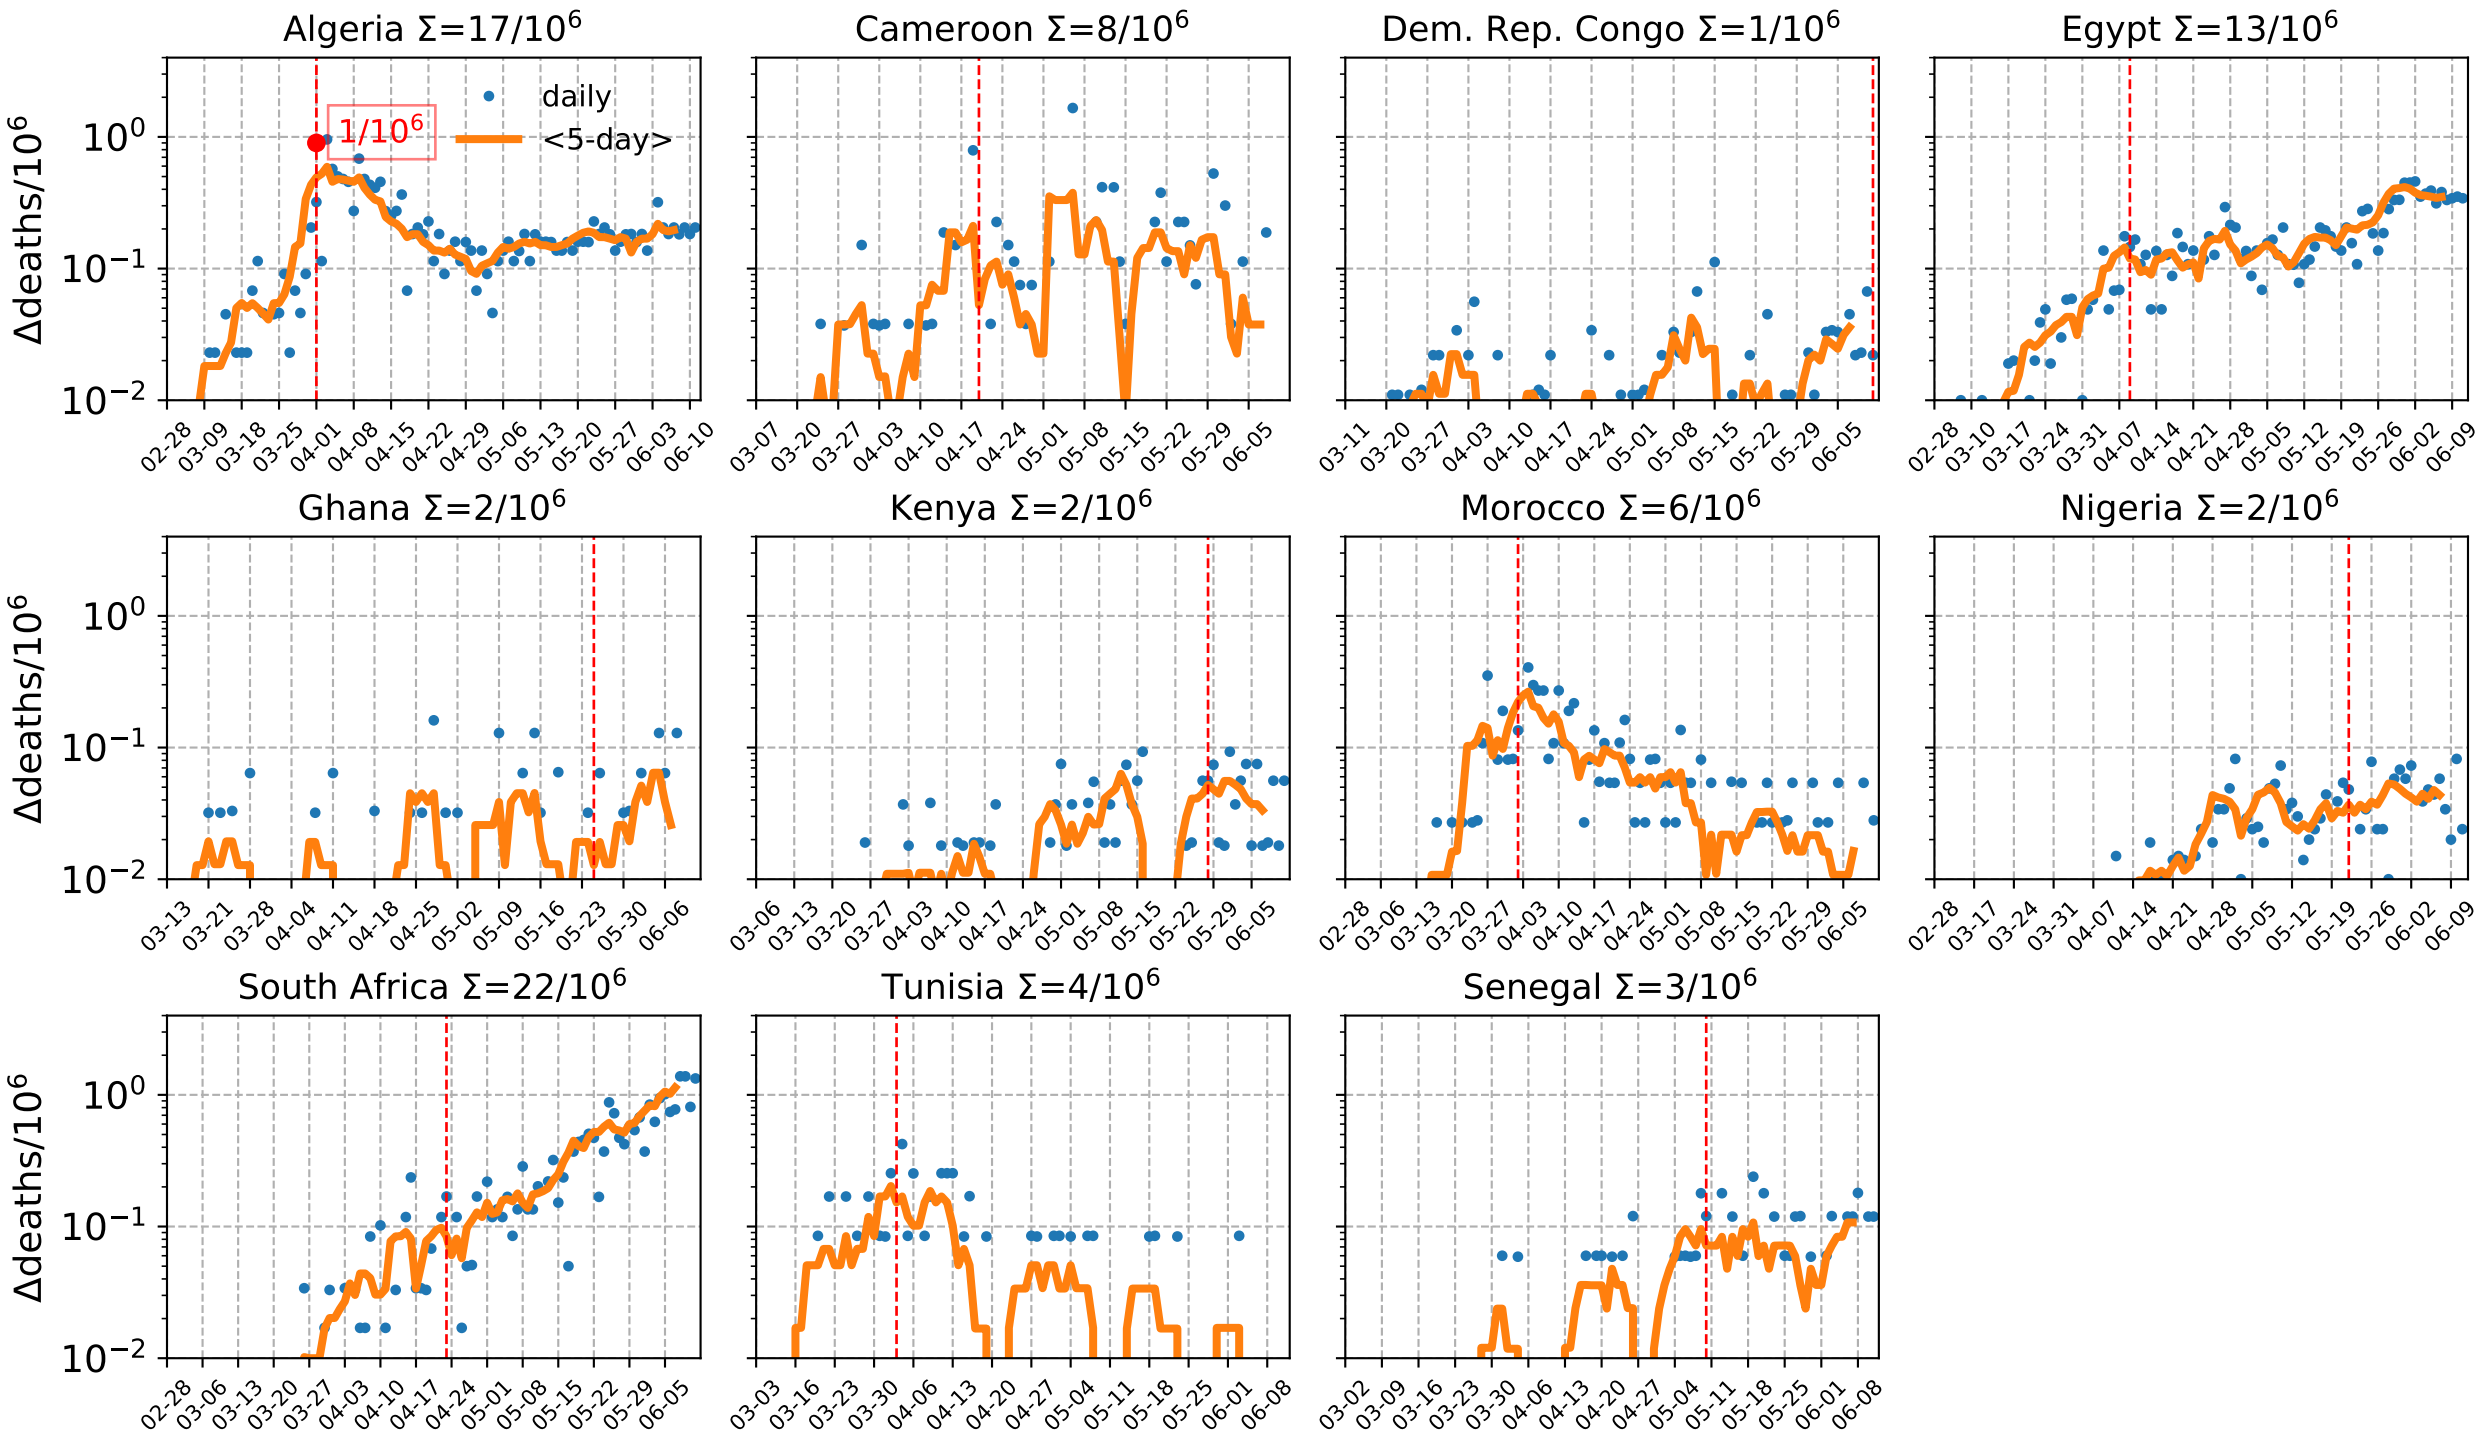 Algeria Σ=17/10⁶
Cameroon Σ=8/10⁶
Dem. Rep. Congo Σ=1/10⁶
Egypt Σ=13/10⁶
Δdeaths/10⁶
10⁰
10⁻¹
10⁻²
1/10⁶
daily
<5-day>
02-28 03-09 03-18 03-25 04-01 04-08 04-15 04-22 04-29 05-06 05-13 05-20 05-27 06-03 06-10
03-07 03-20 03-27 04-03 04-10 04-17 04-24 05-01 05-08 05-15 05-22 05-29 06-05
03-11 03-20 03-27 04-03 04-10 04-17 04-24 05-01 05-08 05-15 05-22 05-29 06-05
02-28 03-10 03-17 03-24 03-31 04-07 04-14 04-21 04-28 05-05 05-12 05-19 05-26 06-02 06-09
Ghana Σ=2/10⁶
Kenya Σ=2/10⁶
Morocco Σ=6/10⁶
Nigeria Σ=2/10⁶
Δdeaths/10⁶
10⁰
10⁻¹
10⁻²
03-13 03-21 03-28 04-04 04-11 04-18 04-25 05-02 05-09 05-16 05-23 05-30 06-06
03-06 03-13 03-20 03-27 04-03 04-10 04-17 04-24 05-01 05-08 05-15 05-22 05-29 06-05
02-28 03-06 03-13 03-20 03-27 04-03 04-10 04-17 04-24 05-01 05-08 05-15 05-22 05-29 06-05
02-28 03-17 03-24 03-31 04-07 04-14 04-21 04-28 05-05 05-12 05-19 05-26 06-02 06-09
South Africa Σ=22/10⁶
Tunisia Σ=4/10⁶
Senegal Σ=3/10⁶
Δdeaths/10⁶
10⁰
10⁻¹
10⁻²
02-28 03-06 03-13 03-20 03-27 04-03 04-10 04-17 04-24 05-01 05-08 05-15 05-22 05-29 06-05
03-03 03-16 03-23 03-30 04-06 04-13 04-20 04-27 05-04 05-11 05-18 05-25 06-01 06-08
03-02 03-09 03-16 03-23 03-30 04-06 04-13 04-20 04-27 05-04 05-11 05-18 05-25 06-01 06-08